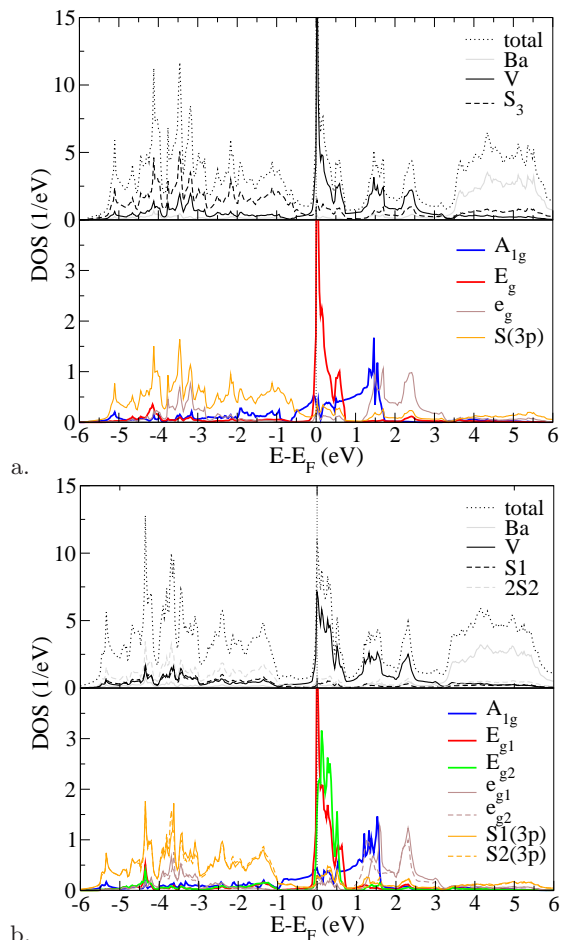 15
10
5
0
DOS (1/eV)
total
Ba
V
S3
3
2
1
0
A1g
Eg
eg
S(3p)
-6 -5 -4 -3 -2 -1 0 1 2 3 4 5 6
E-EF (eV)
a.
15
10
5
0
DOS (1/eV)
total
Ba
V
S1
2S2
3
2
1
0
A1g
Eg1
Eg2
eg1
eg2
S1(3p)
S2(3p)
-6 -5 -4 -3 -2 -1 0 1 2 3 4 5 6
E-EF (eV)
b.